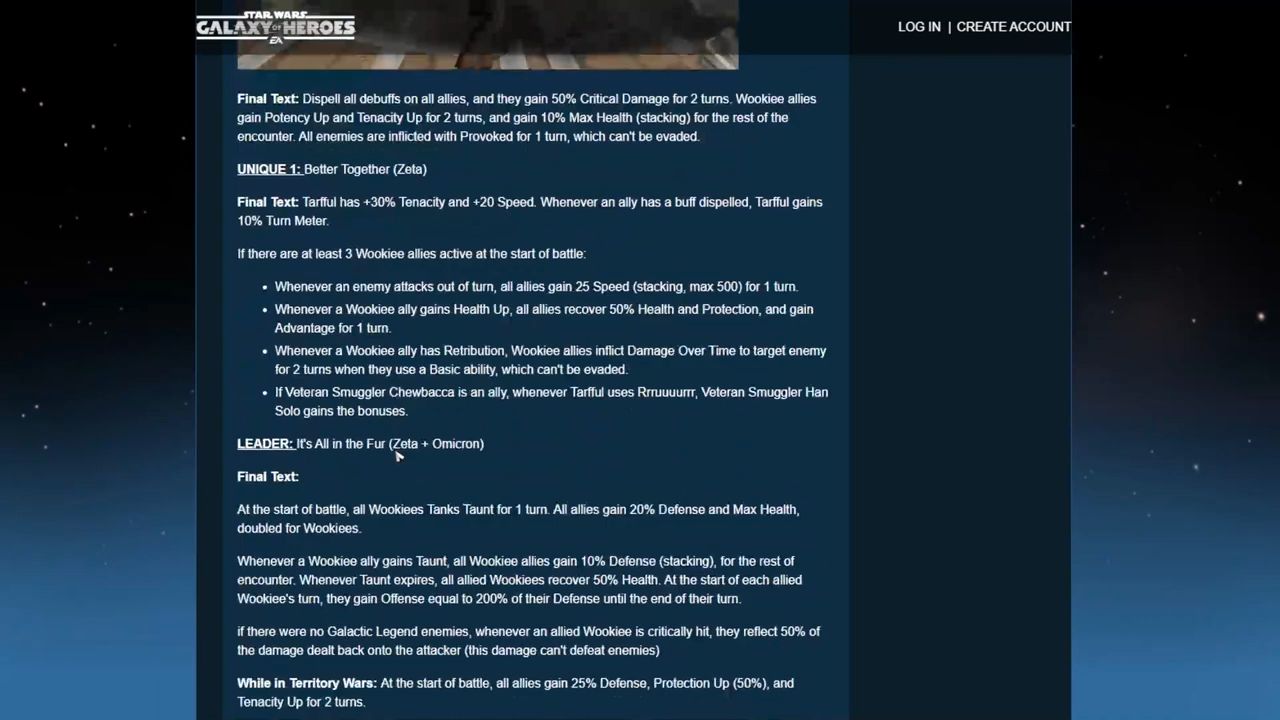 STAR WARS
GALAXY OF HEROES
EA
LOG IN | CREATE ACCOUNT
Final Text: Dispell all debuffs on all allies, and they gain 50% Critical Damage for 2 turns. Wookiee allies
gain Potency Up and Tenacity Up for 2 turns, and gain 10% Max Health (stacking) for the rest of the
encounter. All enemies are inflicted with Provoked for 1 turn, which can't be evaded.
UNIQUE 1: Better Together (Zeta)
Final Text: Tarfful has +30% Tenacity and +20 Speed. Whenever an ally has a buff dispelled, Tarfful gains
10% Turn Meter.
If there are at least 3 Wookiee allies active at the start of battle:
• Whenever an enemy attacks out of turn, all allies gain 25 Speed (stacking, max 500) for 1 turn.
• Whenever a Wookiee ally gains Health Up, all allies recover 50% Health and Protection, and gain
Advantage for 1 turn.
• Whenever a Wookiee ally has Retribution, Wookiee allies inflict Damage Over Time to target enemy
for 2 turns when they use a Basic ability, which can't be evaded.
• If Veteran Smuggler Chewbacca is an ally, whenever Tarfful uses Rrruuuurrr, Veteran Smuggler Han
Solo gains the bonuses.
LEADER: It's All in the Fur (Zeta + Omicron)
Final Text:
At the start of battle, all Wookiees Tanks Taunt for 1 turn. All allies gain 20% Defense and Max Health,
doubled for Wookiees.
Whenever a Wookiee ally gains Taunt, all Wookiee allies gain 10% Defense (stacking), for the rest of
encounter. Whenever Taunt expires, all allied Wookiees recover 50% Health. At the start of each allied
Wookiee's turn, they gain Offense equal to 200% of their Defense until the end of their turn.
if there were no Galactic Legend enemies, whenever an allied Wookiee is critically hit, they reflect 50% of
the damage dealt back onto the attacker (this damage can't defeat enemies)
While in Territory Wars: At the start of battle, all allies gain 25% Defense, Protection Up (50%), and
Tenacity Up for 2 turns.